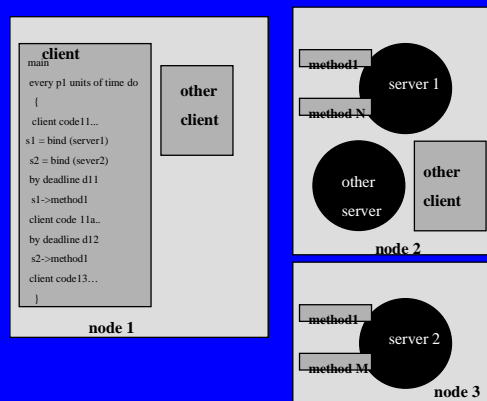 client
main
every p1 units of time do
{
client code11...
s1 = bind (server1)
s2 = bind (sever2)
by deadline d11
s1->method1
client code 11a..
by deadline d12
s2->method1
client code13…
}
other
client
node 1
method1
method N
server 1
other
server
other
client
node 2
method1
method M
server 2
node 3